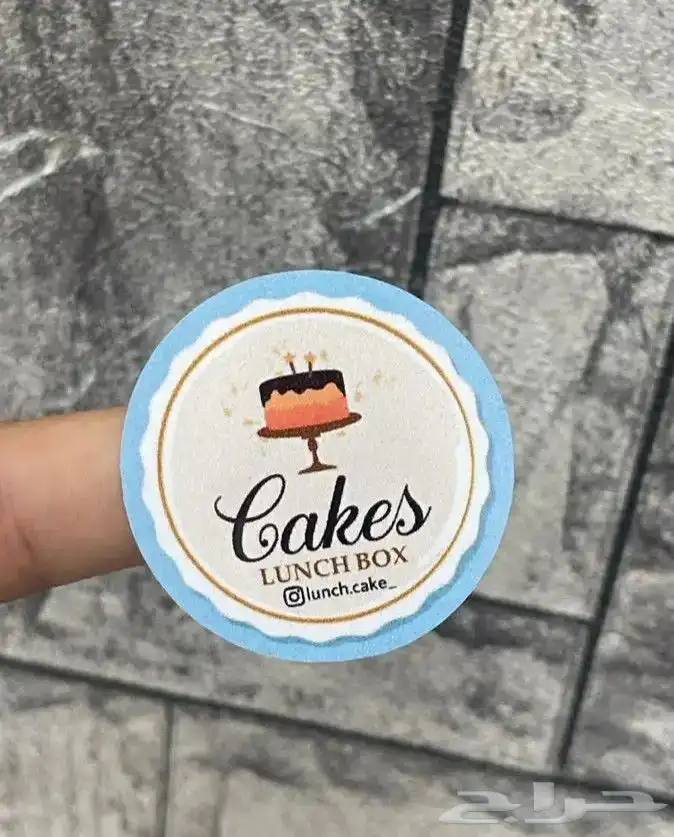 Cakes
LUNCH BOX
lunch.cake_
حراج